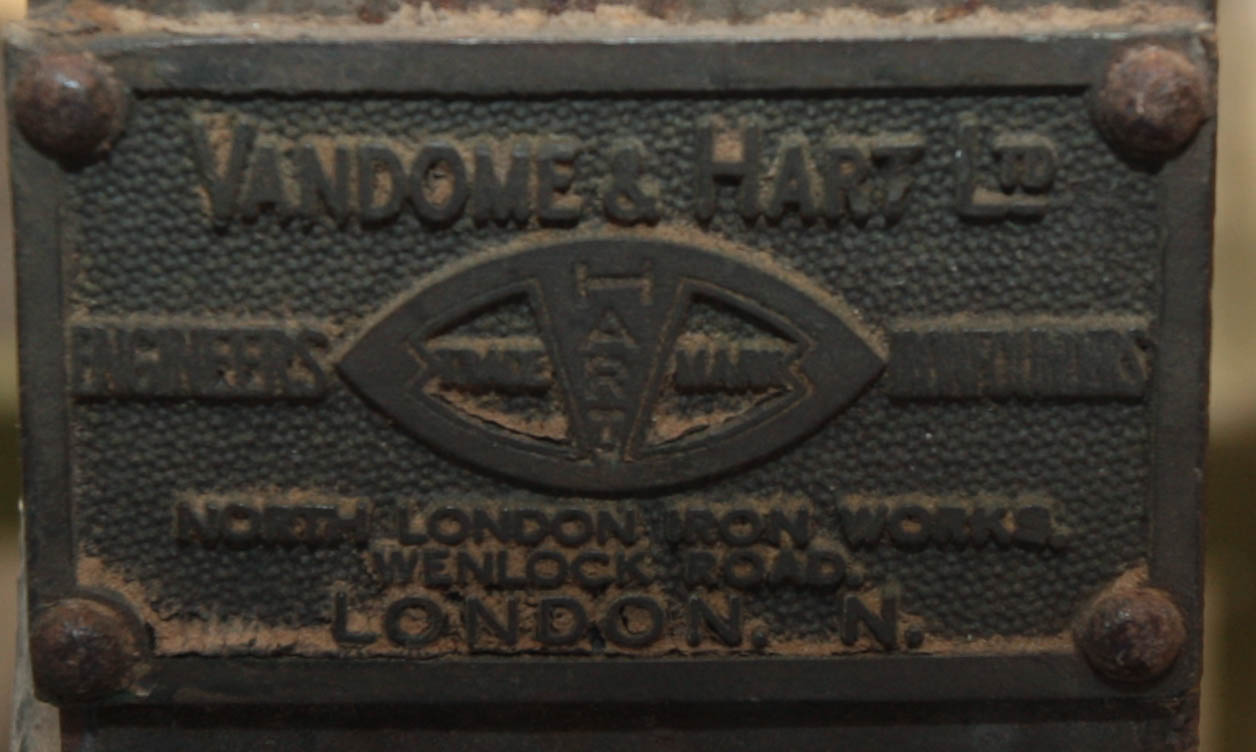 VANDOME & HART LTD
ENGINEERS
HART
TRADE MARK
NORTH LONDON IRON WORKS.
WENLOCK ROAD.
LONDON. N.